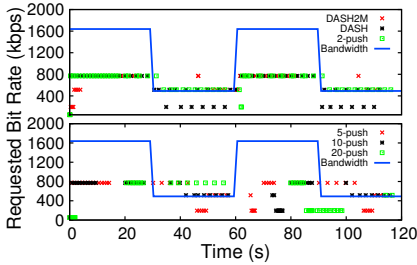 Requested Bit Rate (kbps)
2000
1600
1200
800
400
DASH2M
DASH
2-push
Bandwidth
2000
1600
1200
800
400
0
5-push
10-push
20-push
Bandwidth
0 20 40 60 80 100 120
Time (s)